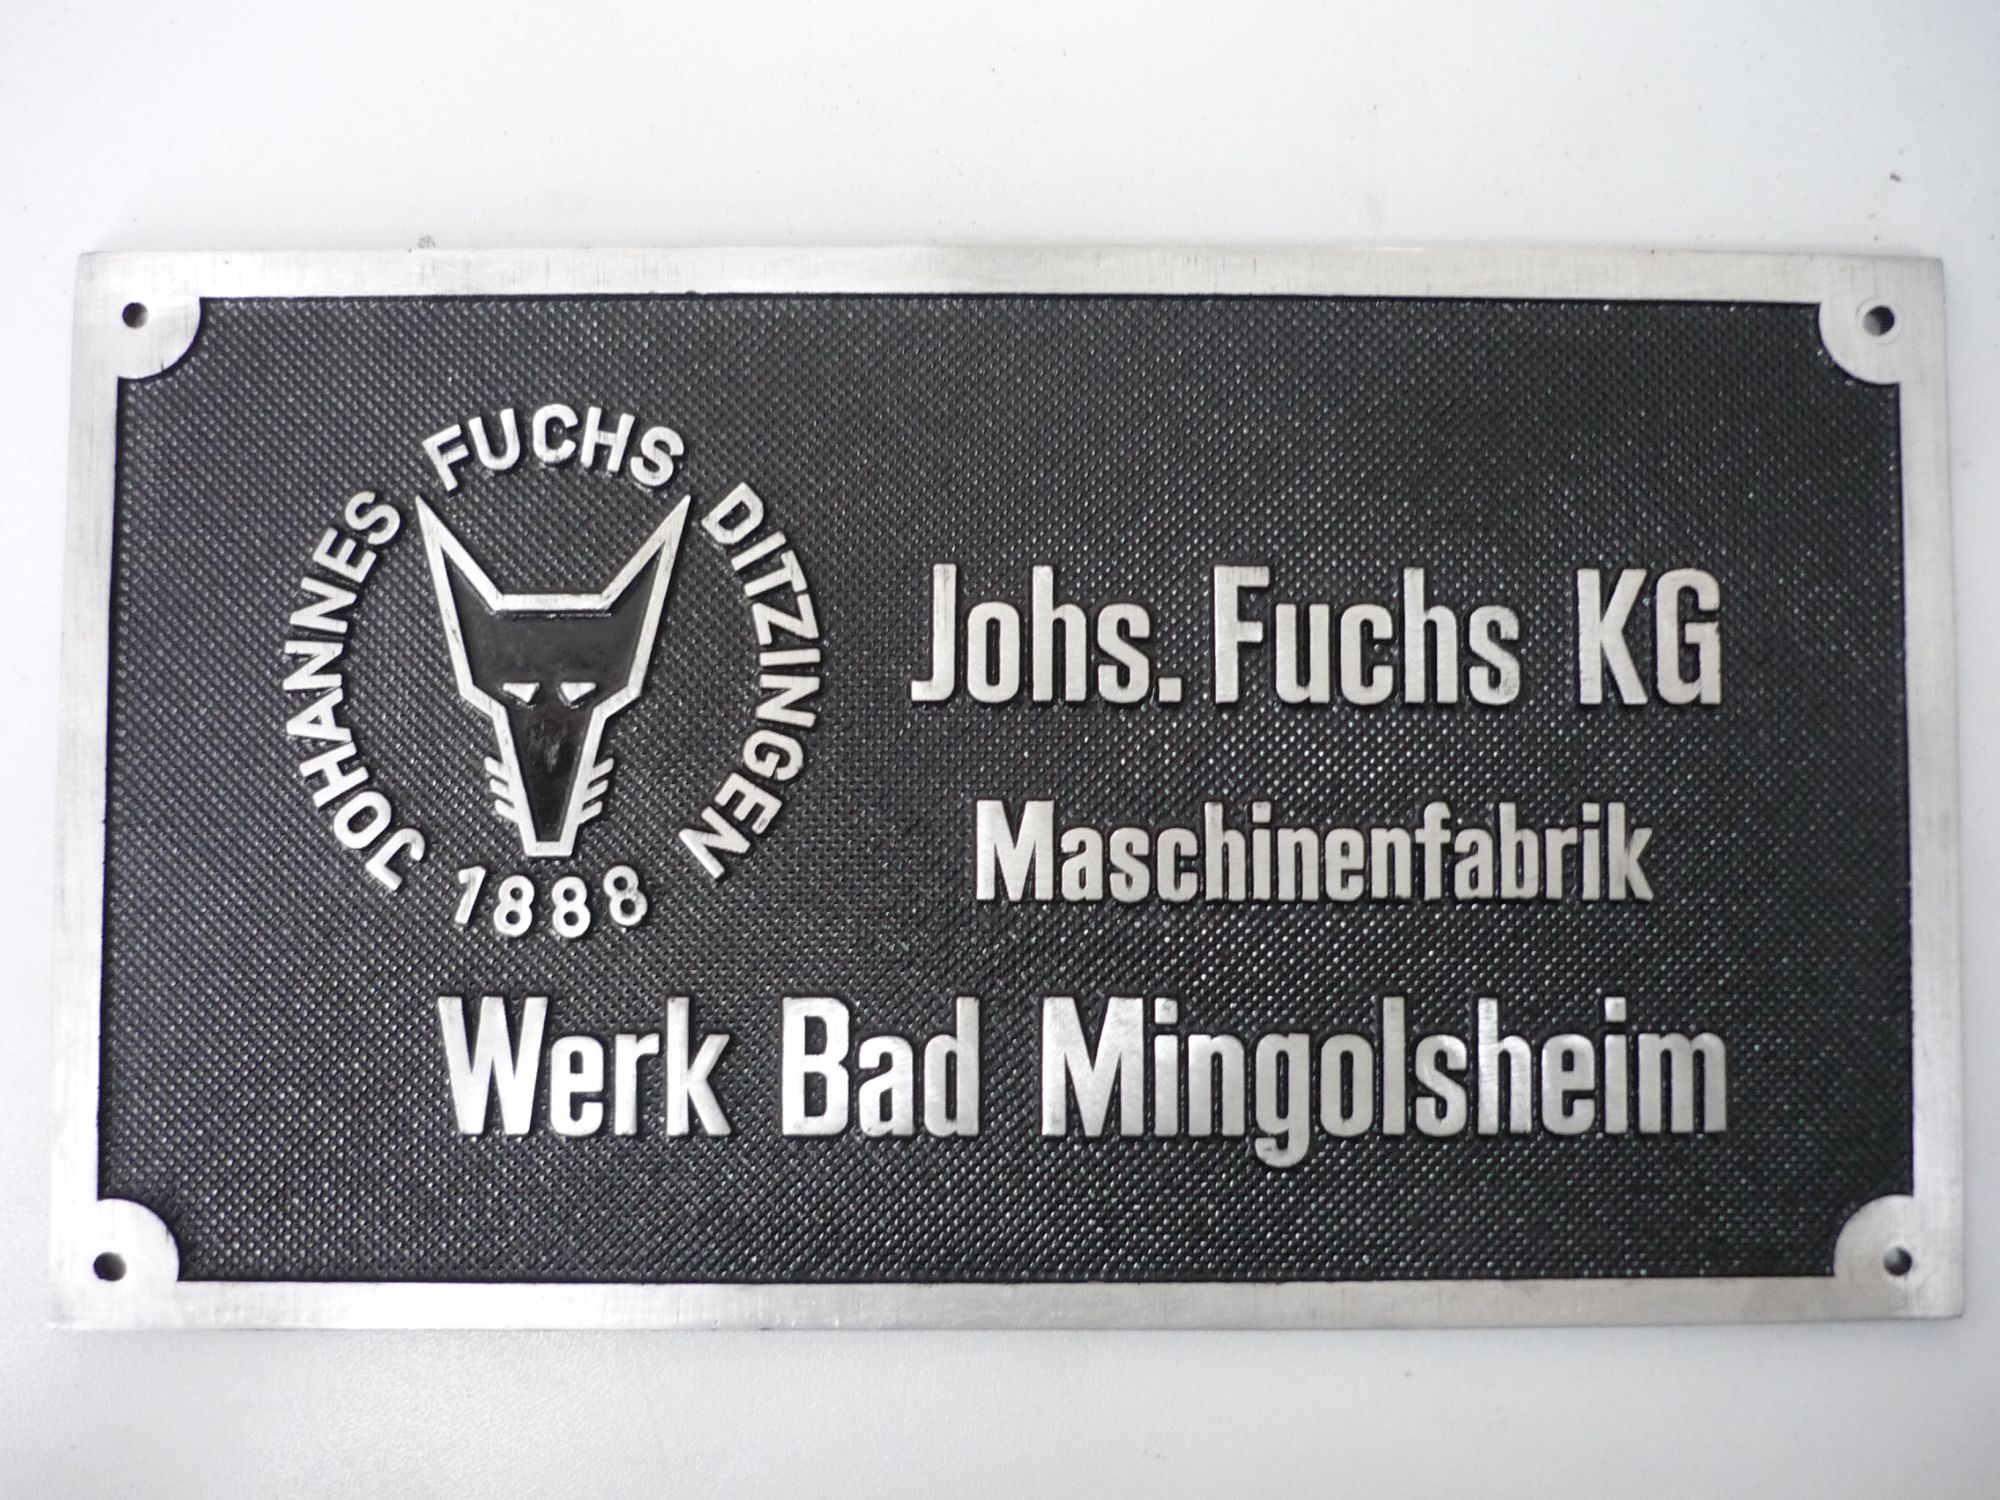 JOHANNES FUCHS DITZINGEN
1888
Johs. Fuchs KG
Maschinenfabrik
Werk Bad Mingolsheim